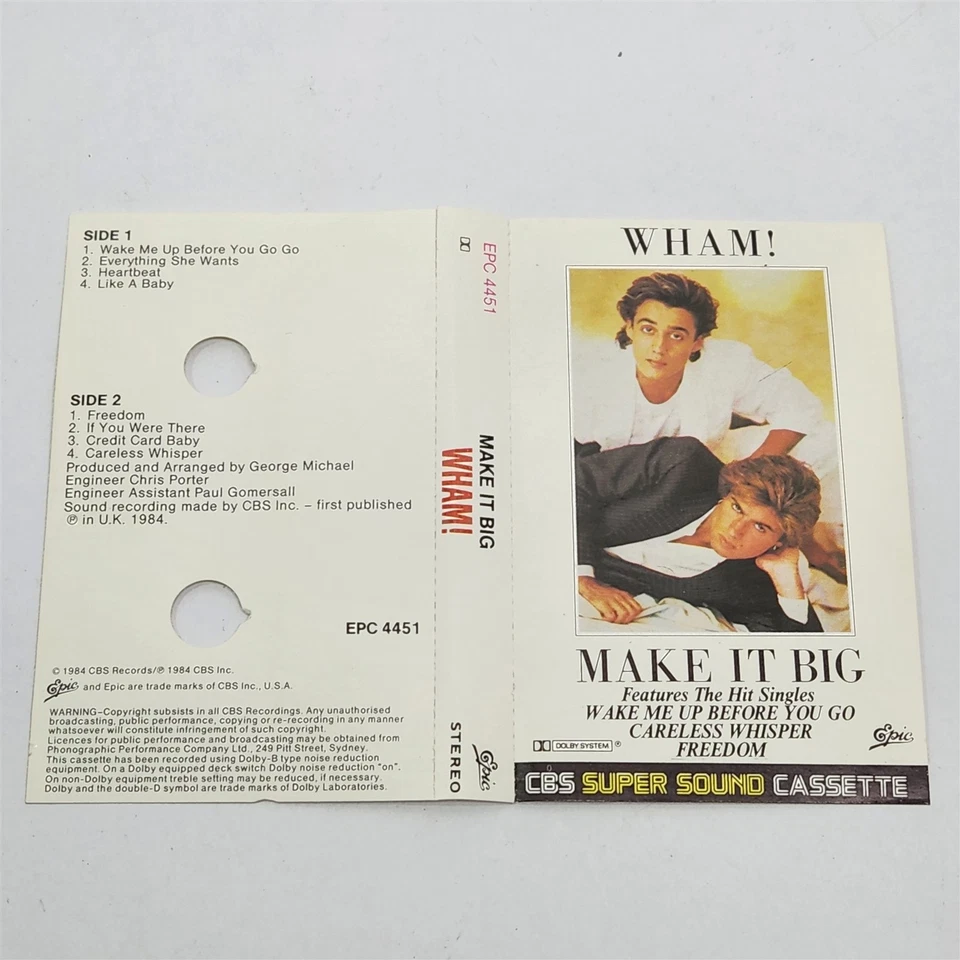 SIDE 1
1. Wake Me Up Before You Go Go
2. Everything She Wants
3. Heartbeat
4. Like A Baby
SIDE 2
1. Freedom
2. If You Were There
3. Credit Card Baby
4. Careless Whisper
Produced and Arranged by George Michael
Engineer Chris Porter
Engineer Assistant Paul Gomersall
Sound recording made by CBS Inc. – first published
℗ in U.K. 1984.
EPC 4451
© 1984 CBS Records/℗ 1984 CBS Inc.
Epic and Epic are trade marks of CBS Inc., U.S.A.
WARNING–Copyright subsists in all CBS Recordings. Any unauthorised
broadcasting, public performance, copying or re-recording in any manner
whatsoever will constitute infringement of such copyright.
Licences for public performance and broadcasting may be obtained from
Phonographic Performance Company Ltd., 249 Pitt Street, Sydney.
This cassette has been recorded using Dolby-B type noise reduction
equipment. On a Dolby equipped deck switch Dolby noise reduction "on".
On non-Dolby equipment treble setting may be reduced, if necessary.
Dolby and the double-D symbol are trade marks of Dolby Laboratories.
EPC 4451
MAKE IT BIG
WHAM!
STEREO
Epic
WHAM!
MAKE IT BIG
Features The Hit Singles
WAKE ME UP BEFORE YOU GO
CARELESS WHISPER
FREEDOM
DOLBY SYSTEM ®
Epic
CBS SUPER SOUND CASSETTE